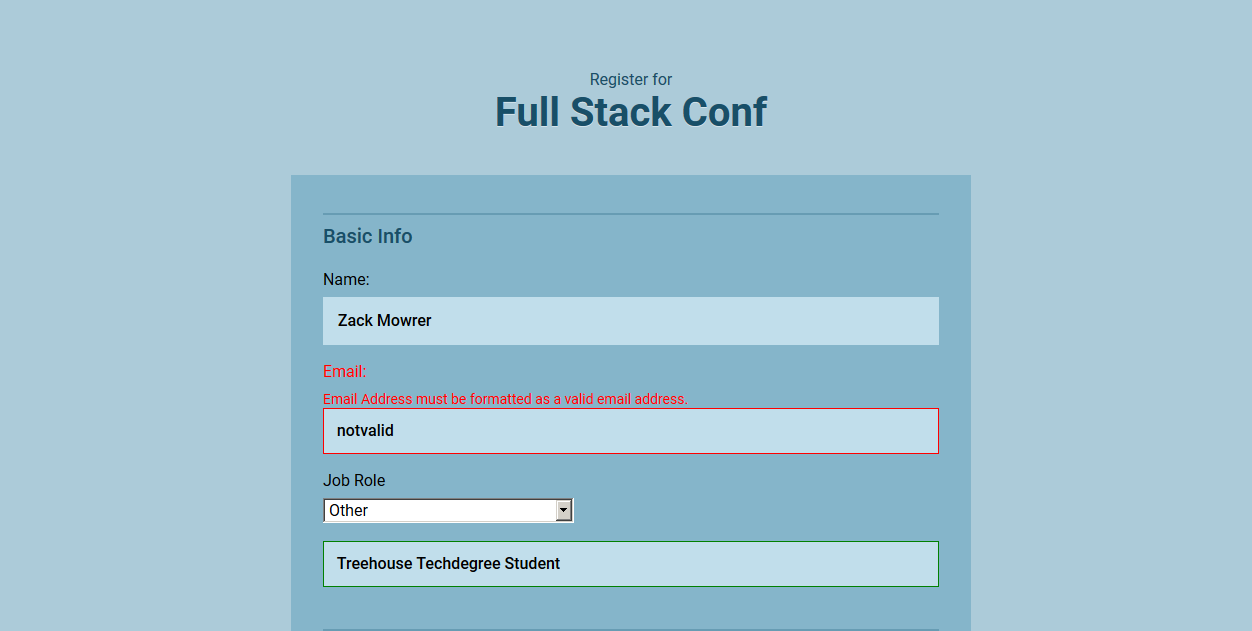 Register for
Full Stack Conf
Basic Info
Name:
Zack Mowrer
Email:
Email Address must be formatted as a valid email address.
notvalid
Job Role
Other
Treehouse Techdegree Student